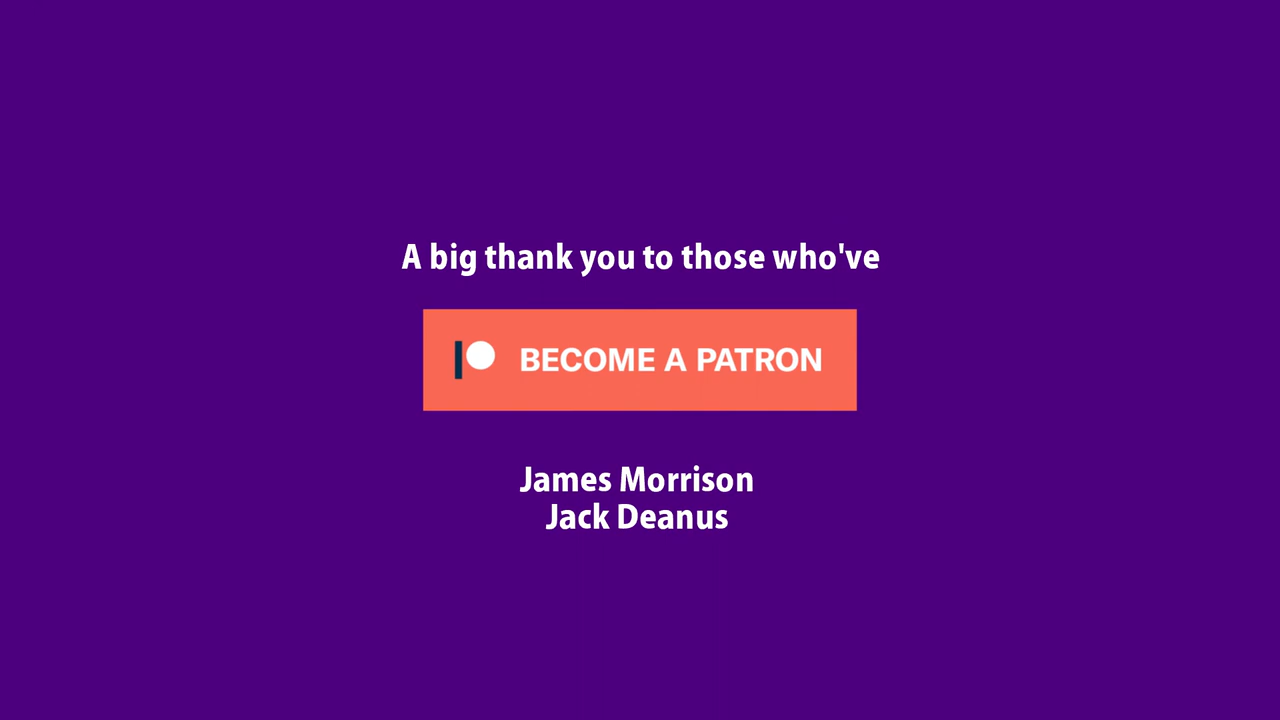 A big thank you to those who've
BECOME A PATRON
James Morrison
Jack Deanus